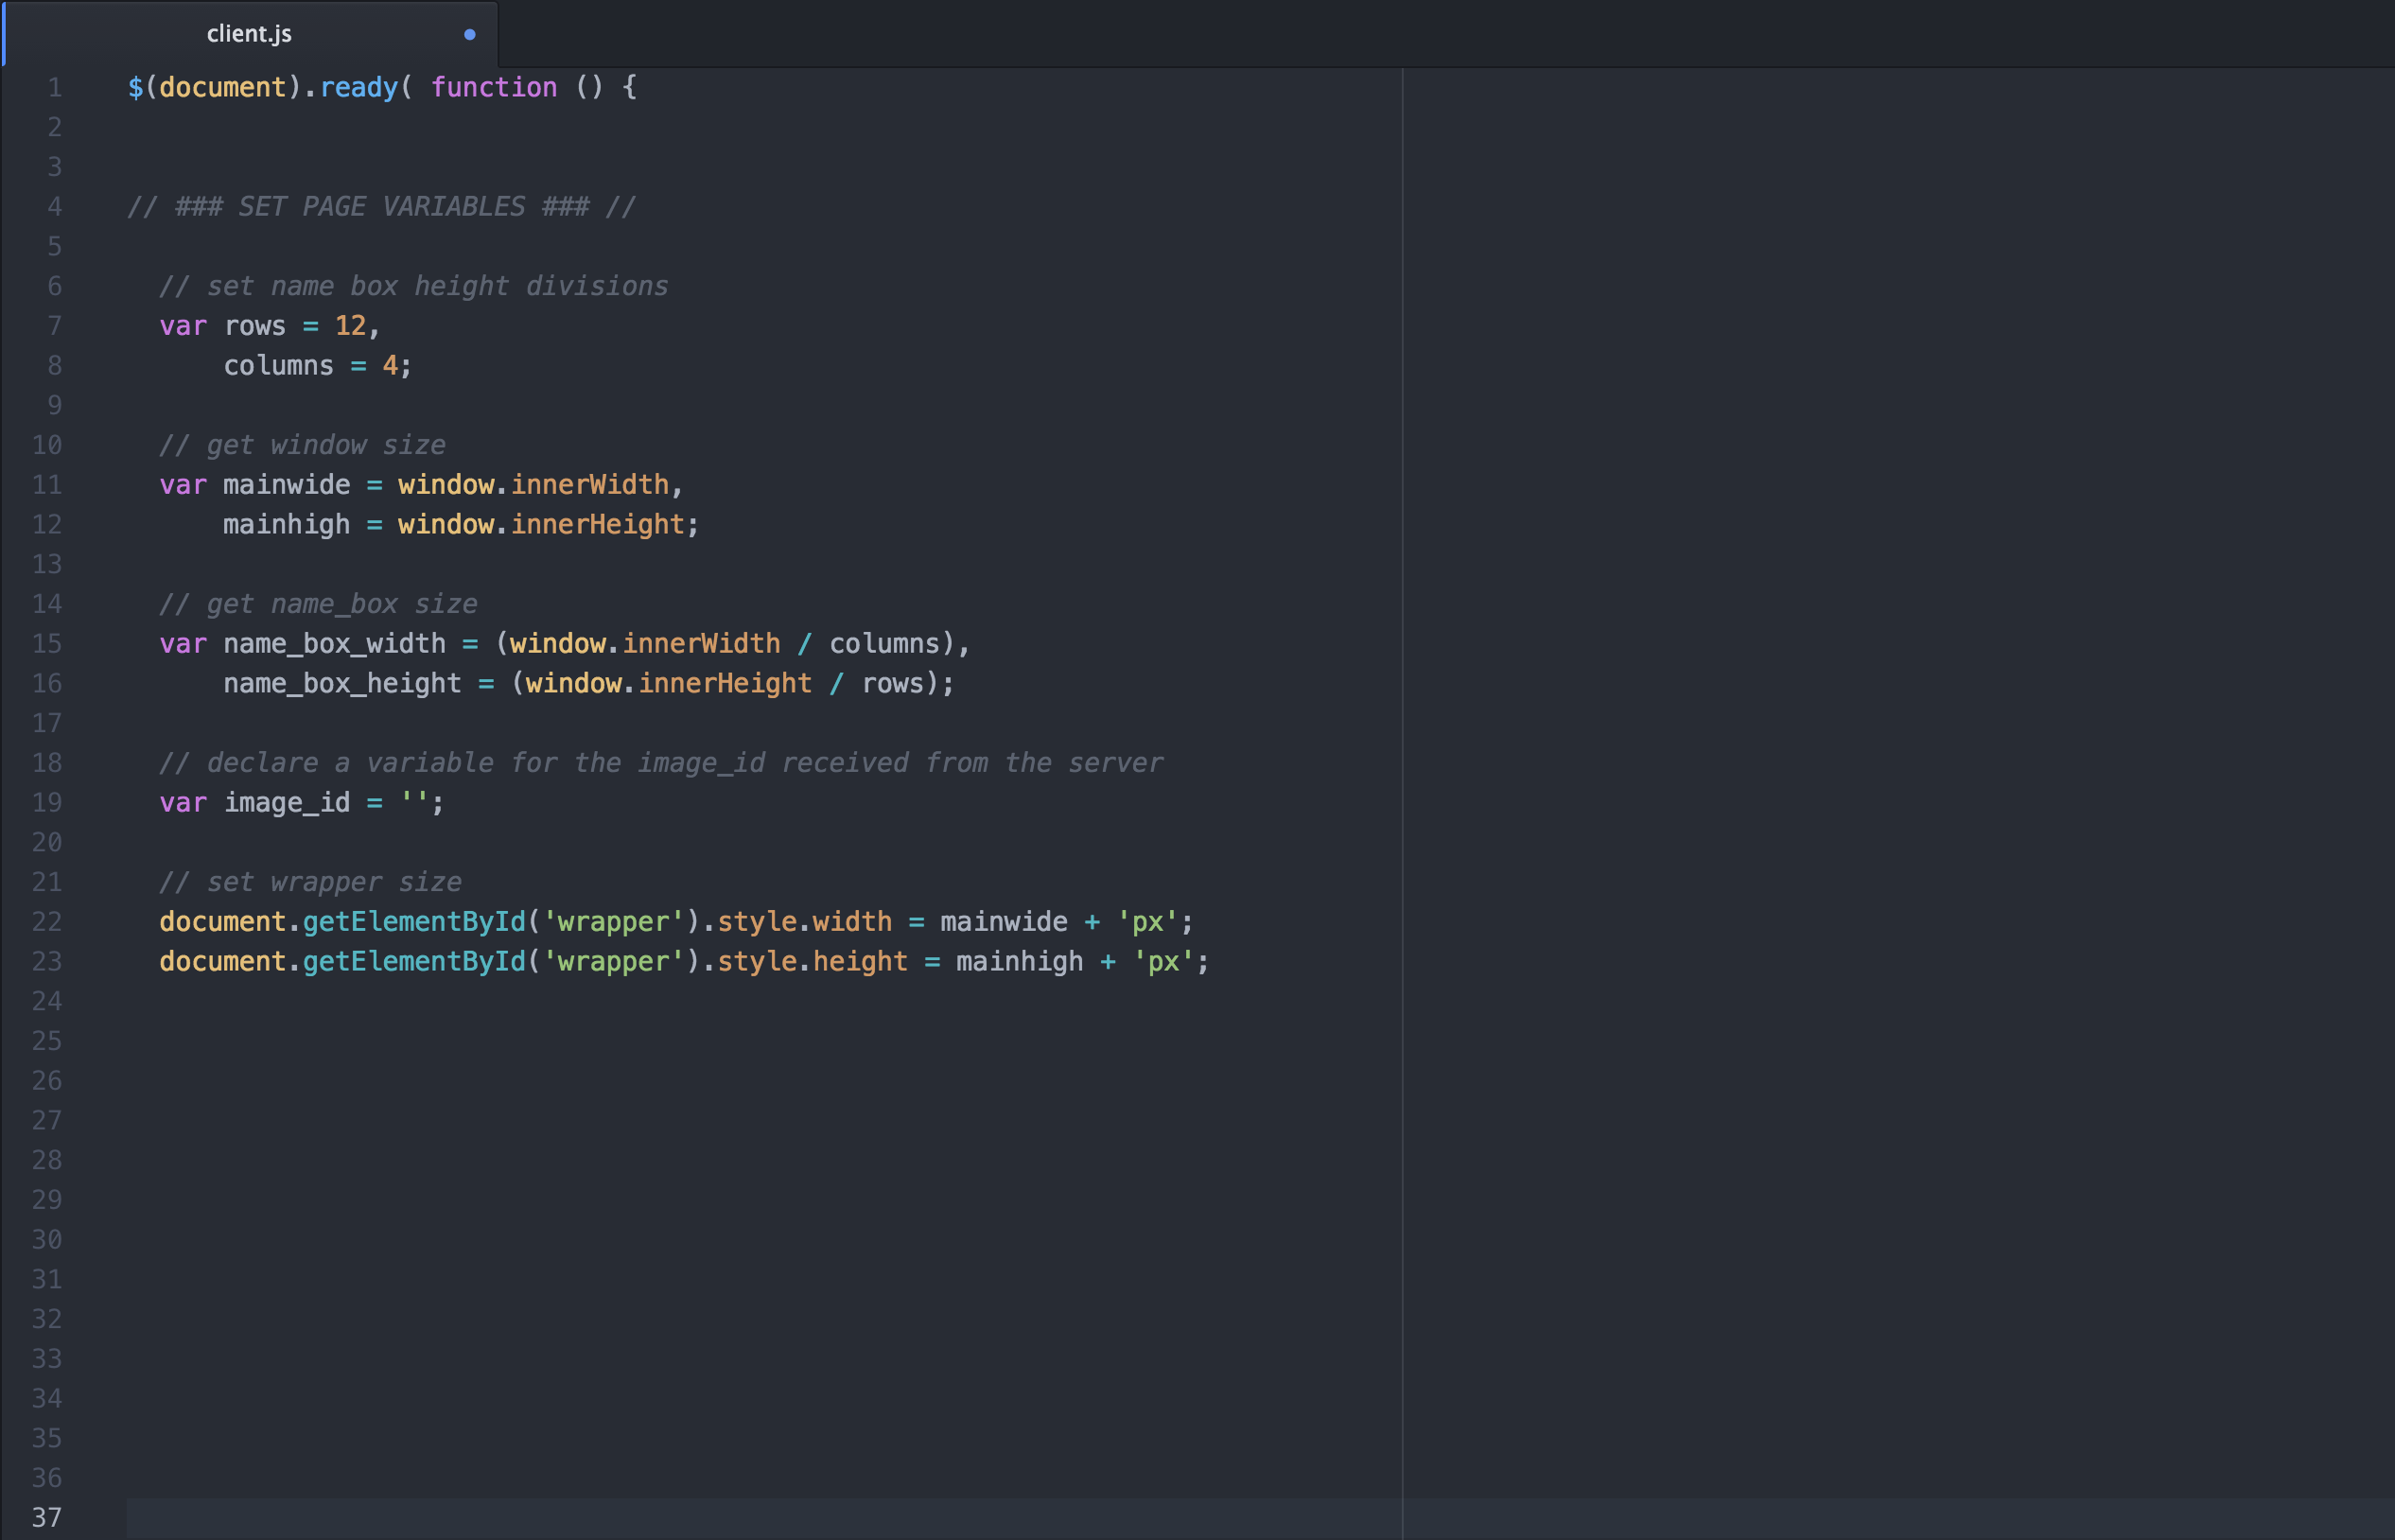 client.js
1 $(document).ready( function () {
2
3
4 // ### SET PAGE VARIABLES ### //
5
6   // set name box height divisions
7   var rows = 12,
8       columns = 4;
9
10   // get window size
11   var mainwide = window.innerWidth,
12       mainhigh = window.innerHeight;
13
14   // get name_box size
15   var name_box_width = (window.innerWidth / columns),
16       name_box_height = (window.innerHeight / rows);
17
18   // declare a variable for the image_id received from the server
19   var image_id = '';
20
21   // set wrapper size
22   document.getElementById('wrapper').style.width = mainwide + 'px';
23   document.getElementById('wrapper').style.height = mainhigh + 'px';
24
25
26
27
28
29
30
31
32
33
34
35
36
37